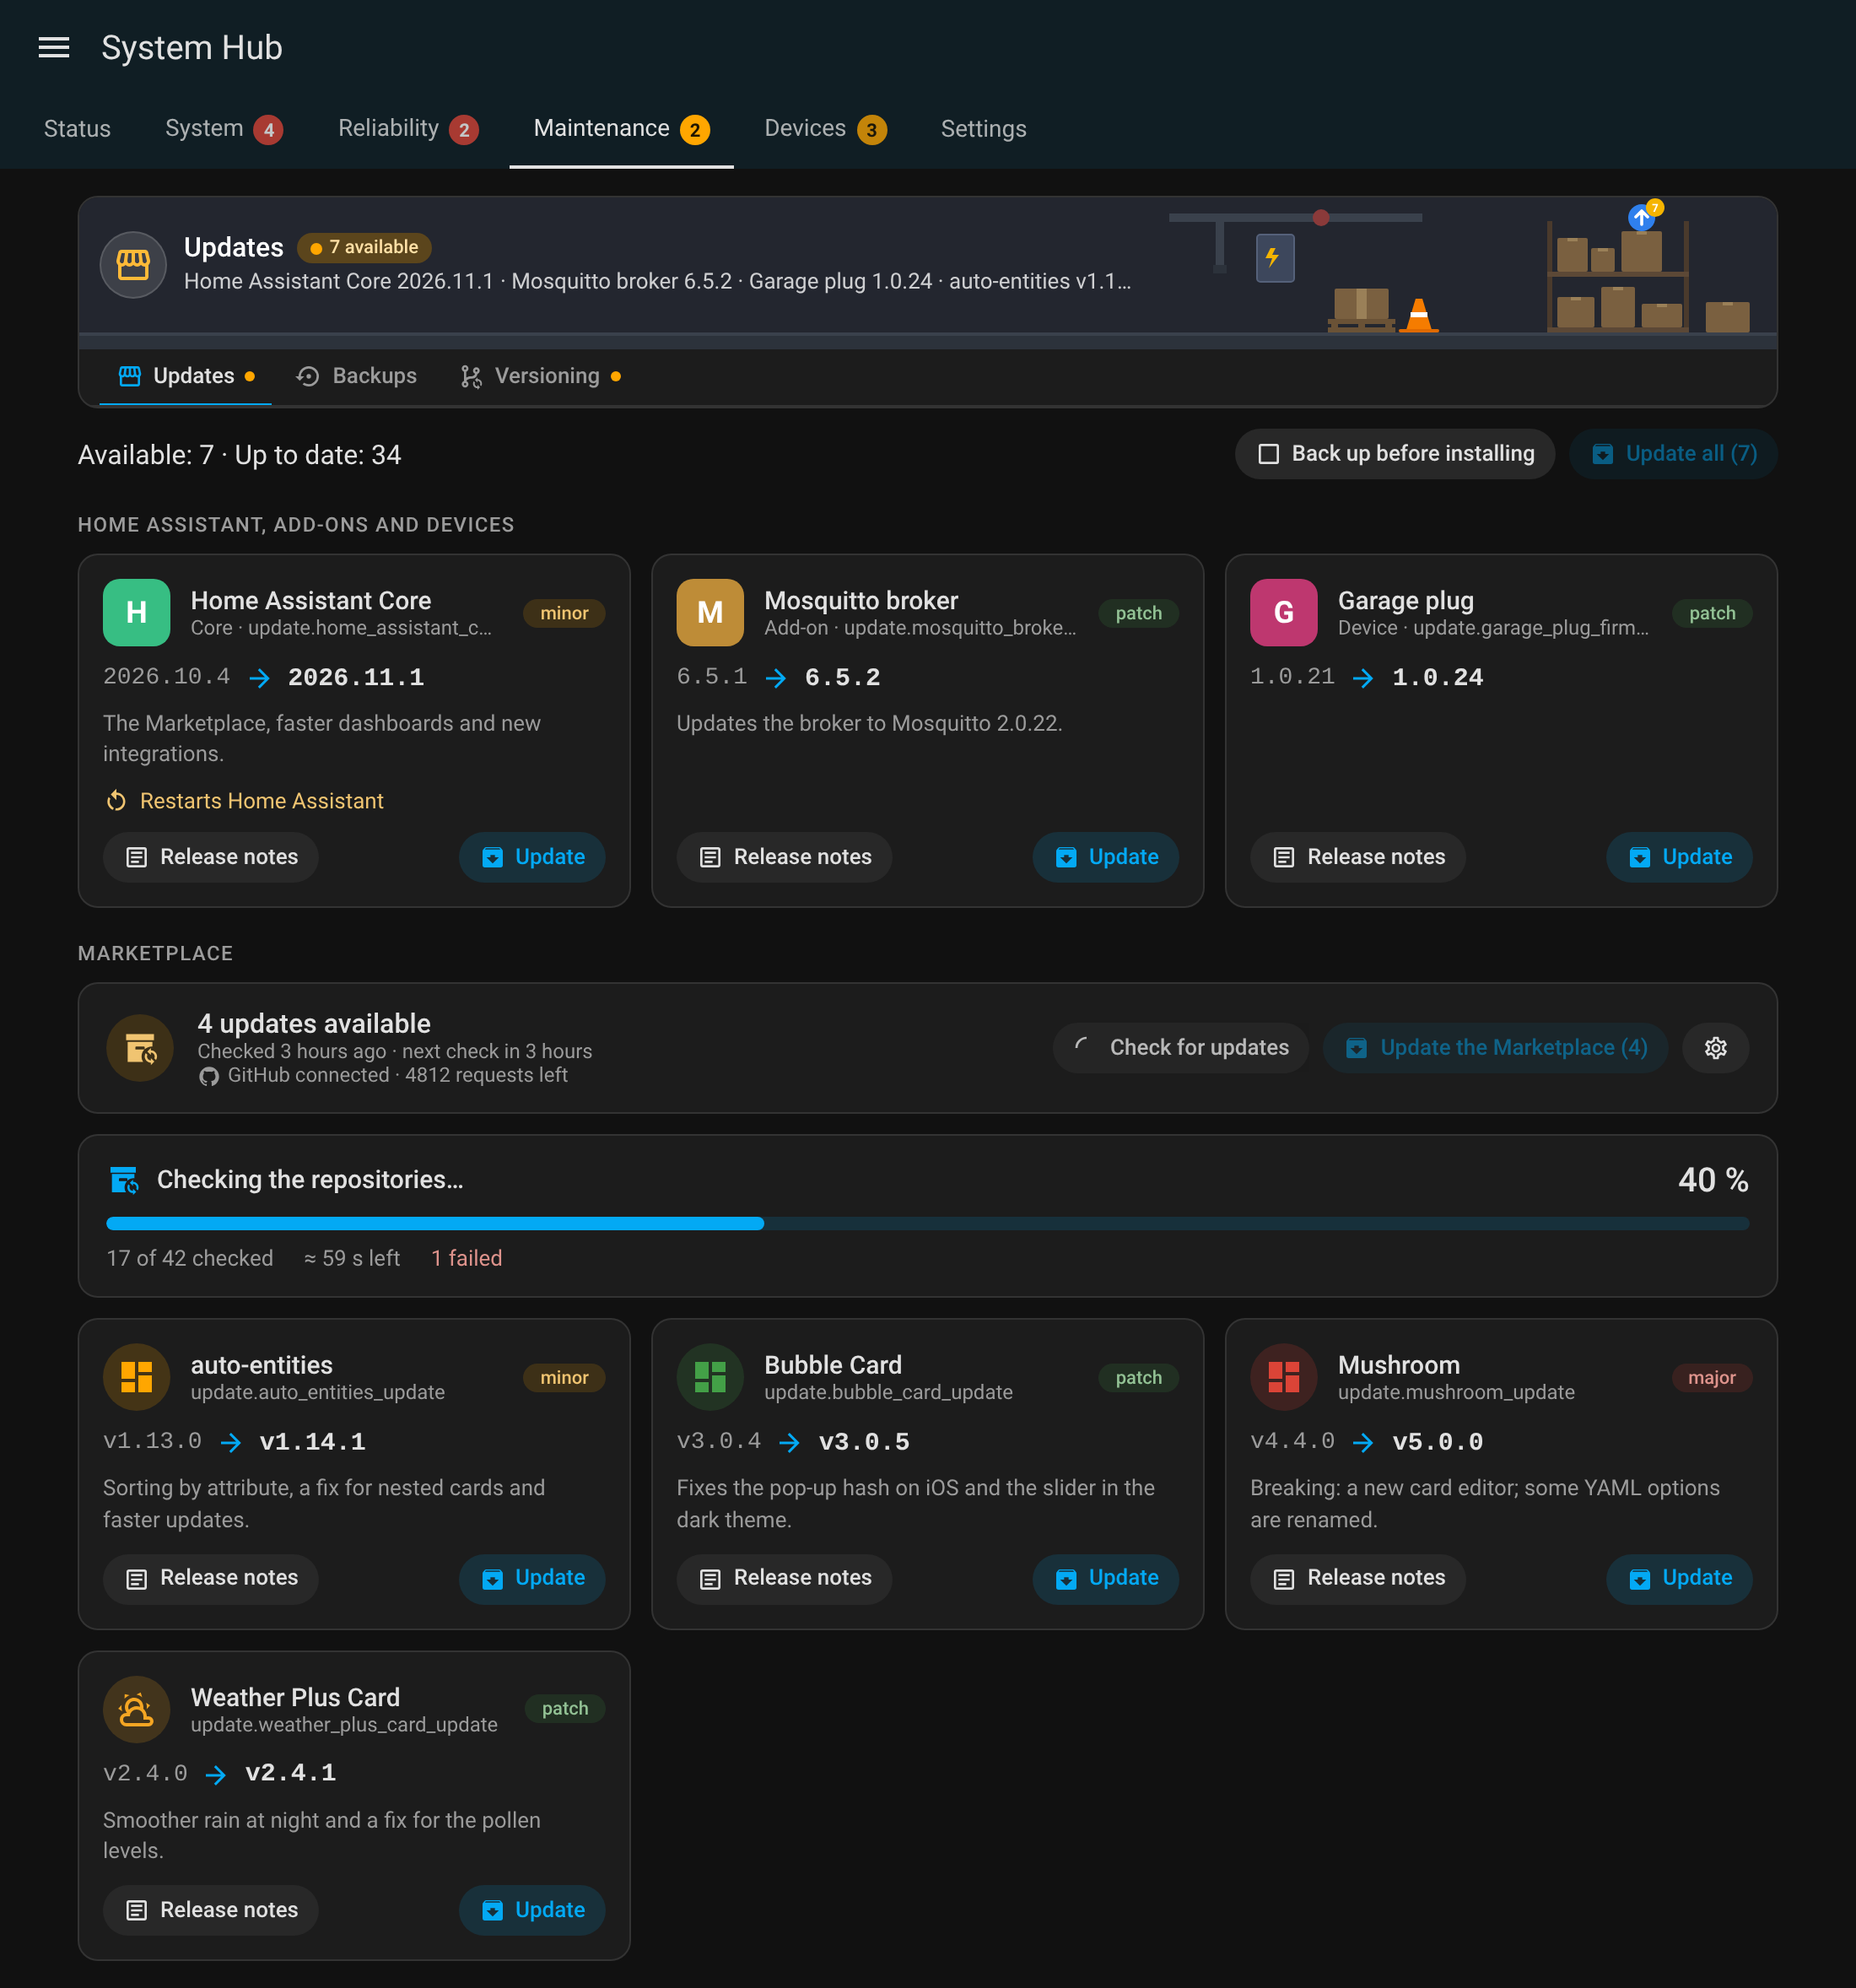 System Hub
Status
System 4
Reliability 2
Maintenance 2
Devices 3
Settings
Updates
7 available
Home Assistant Core 2026.11.1 · Mosquitto broker 6.5.2 · Garage plug 1.0.24 · auto-entities v1.1…
7
Updates
Backups
Versioning
Available: 7 · Up to date: 34
Back up before installing
Update all (7)
HOME ASSISTANT, ADD-ONS AND DEVICES
H
Home Assistant Core
Core · update.home_assistant_c…
minor
2026.10.4 → 2026.11.1
The Marketplace, faster dashboards and new
integrations.
Restarts Home Assistant
Release notes
Update
M
Mosquitto broker
Add-on · update.mosquitto_broke…
patch
6.5.1 → 6.5.2
Updates the broker to Mosquitto 2.0.22.
Release notes
Update
G
Garage plug
Device · update.garage_plug_firm…
patch
1.0.21 → 1.0.24
Release notes
Update
MARKETPLACE
4 updates available
Checked 3 hours ago · next check in 3 hours
GitHub connected · 4812 requests left
Check for updates
Update the Marketplace (4)
Checking the repositories…
40 %
17 of 42 checked
≈ 59 s left
1 failed
auto-entities
update.auto_entities_update
minor
v1.13.0 → v1.14.1
Sorting by attribute, a fix for nested cards and
faster updates.
Release notes
Update
Bubble Card
update.bubble_card_update
patch
v3.0.4 → v3.0.5
Fixes the pop-up hash on iOS and the slider in the
dark theme.
Release notes
Update
Mushroom
update.mushroom_update
major
v4.4.0 → v5.0.0
Breaking: a new card editor; some YAML options
are renamed.
Release notes
Update
Weather Plus Card
update.weather_plus_card_update
patch
v2.4.0 → v2.4.1
Smoother rain at night and a fix for the pollen
levels.
Release notes
Update